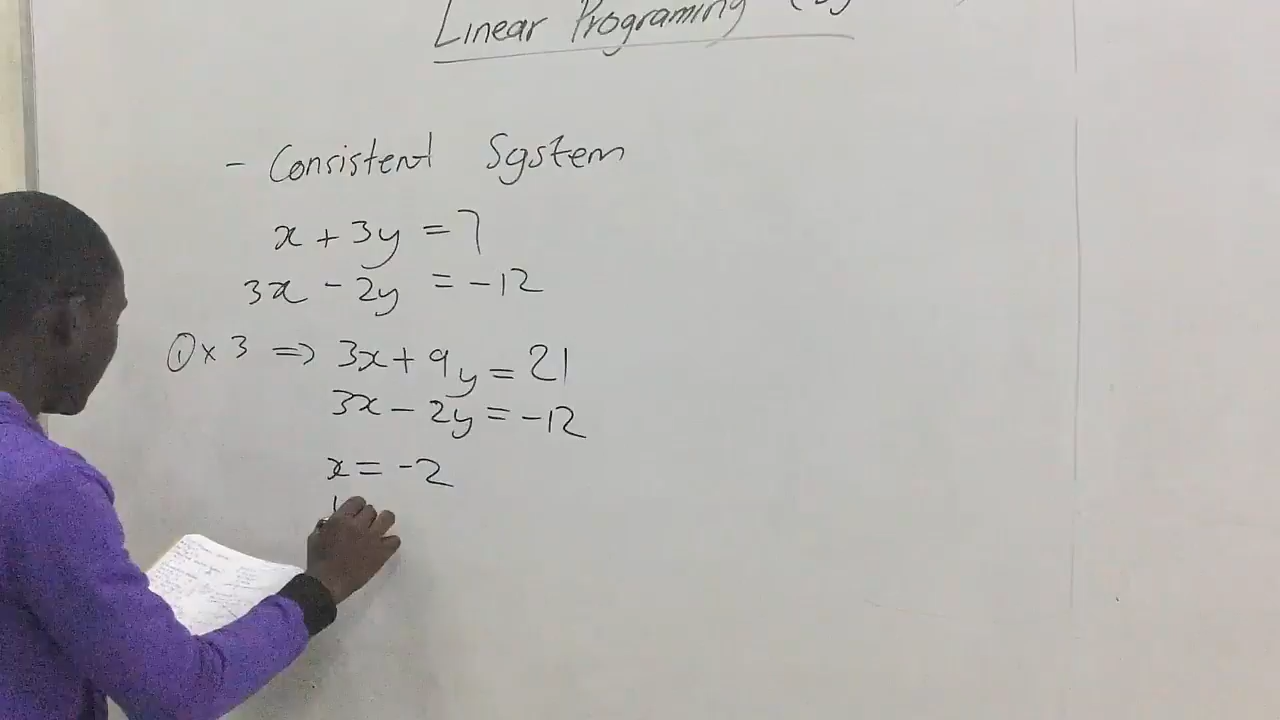 Linear Programing
- Consistent System
x + 3y = 7
3x - 2y = -12
① x 3 => 3x + 9y = 21
3x - 2y = -12
x = -2